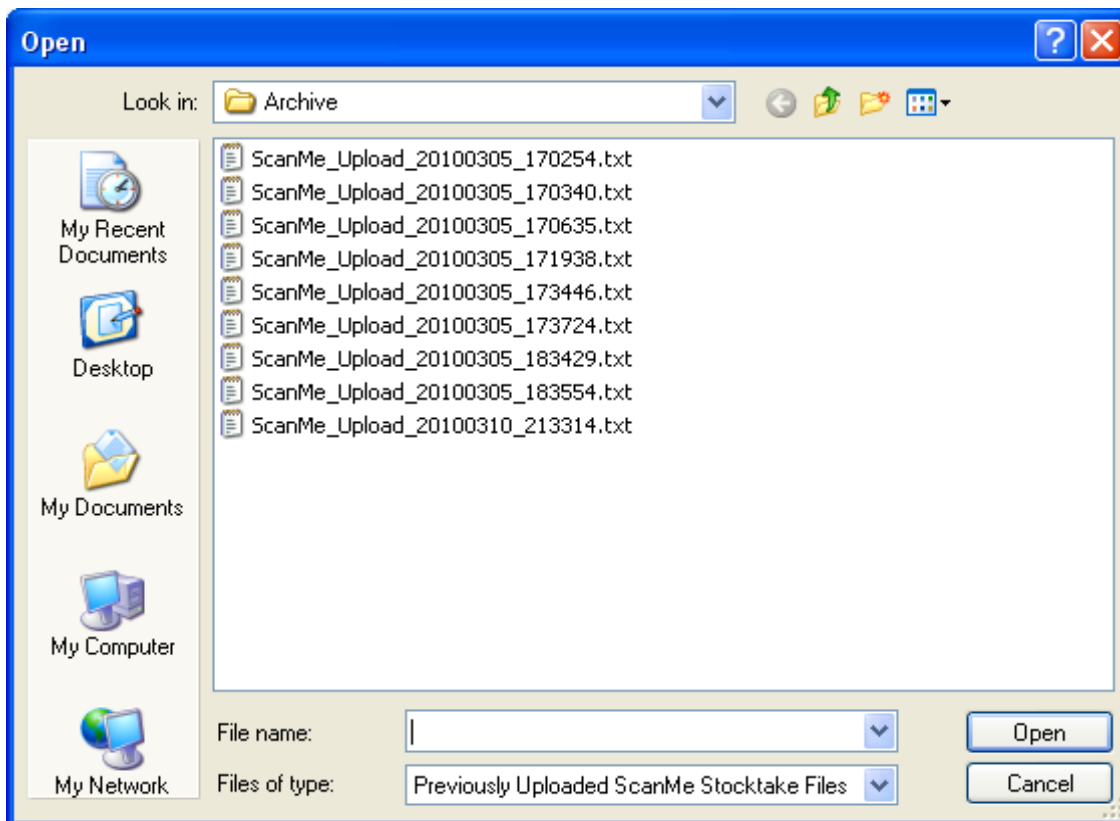 Open
Look in:
Archive
My Recent
Documents
Desktop
My Documents
My Computer
My Network
ScanMe_Upload_20100305_170254.txt
ScanMe_Upload_20100305_170340.txt
ScanMe_Upload_20100305_170635.txt
ScanMe_Upload_20100305_171938.txt
ScanMe_Upload_20100305_173446.txt
ScanMe_Upload_20100305_173724.txt
ScanMe_Upload_20100305_183429.txt
ScanMe_Upload_20100305_183554.txt
ScanMe_Upload_20100310_213314.txt
File name:
Open
Files of type:
Previously Uploaded ScanMe Stocktake Files
Cancel